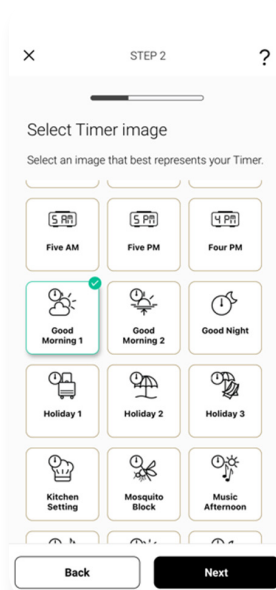 STEP 2
?
Select Timer image
Select an image that best represents your Timer.
5 AM
5 PM
4 PM
Five AM
Five PM
Four PM
Good
Morning 1
Good
Morning 2
Good Night
Holiday 1
Holiday 2
Holiday 3
Kitchen
Setting
Mosquito
Block
Music
Afternoon
Back
Next